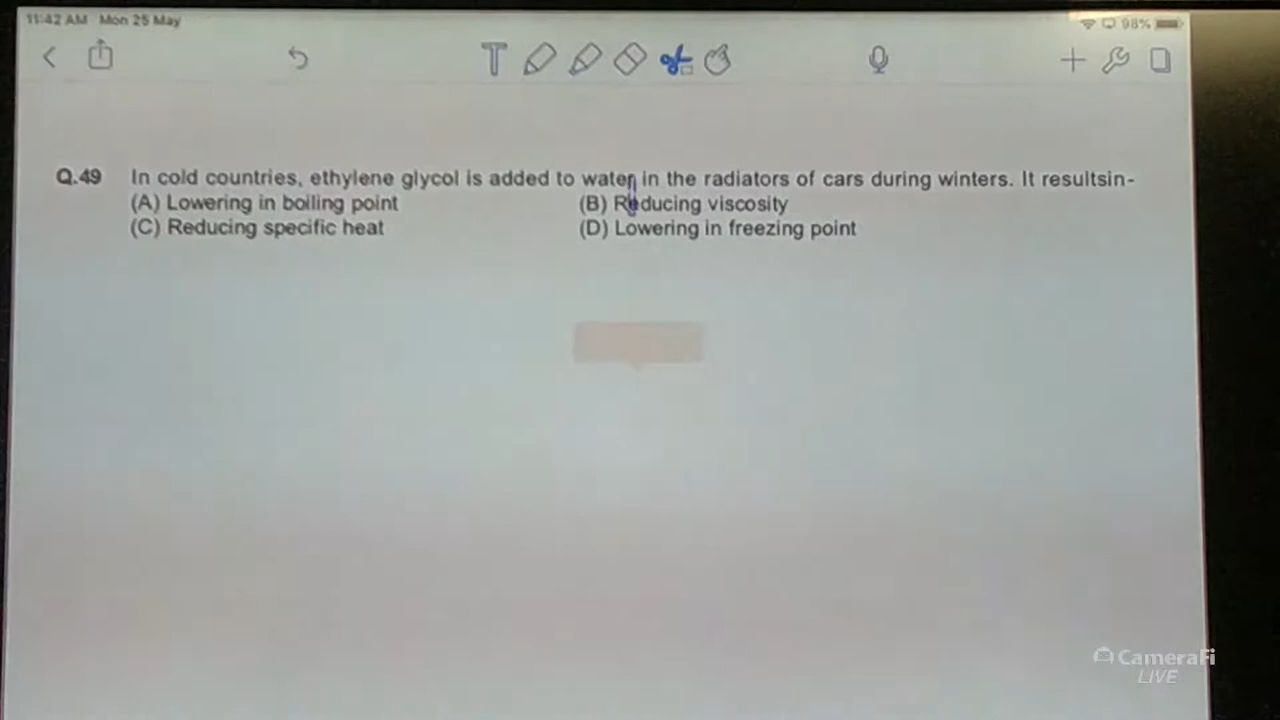 11:42 AM Mon 25 May
98%
Q.49 In cold countries, ethylene glycol is added to water in the radiators of cars during winters. It resultsin-
(A) Lowering in boiling point (B) Reducing viscosity
(C) Reducing specific heat (D) Lowering in freezing point
CameraFi
LIVE